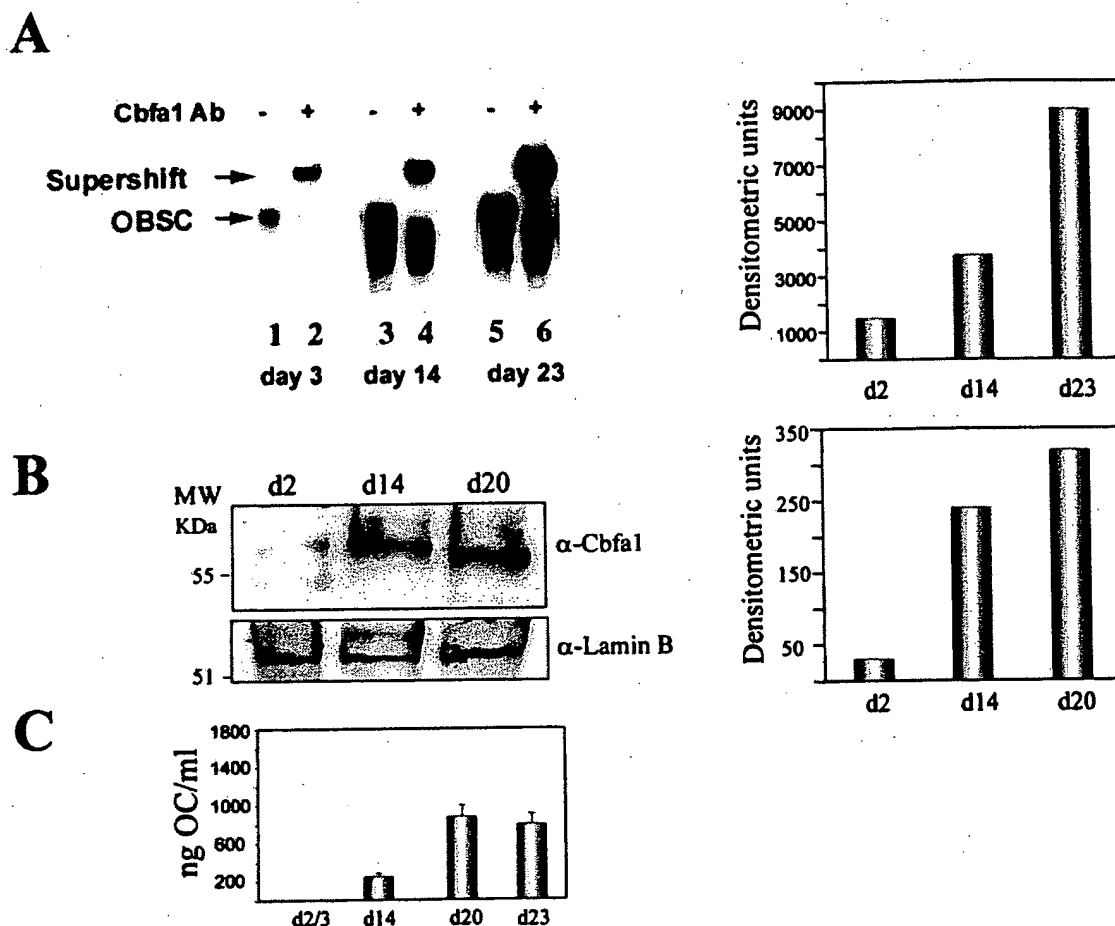 A
Cbfa1 Ab - + - + - +
Supershift
OBSC
1 2 3 4 5 6
day 3 day 14 day 23
Densitometric units
9000
7000
5000
3000
1000
d2 d14 d23
B
MW
KDa
d2 d14 d20
α-Cbfa1
55
α-Lamin B
51
Densitometric units
350
250
150
50
d2 d14 d20
C
ng OC/ml
1800
1400
1000
600
200
d2/3 d14 d20 d23